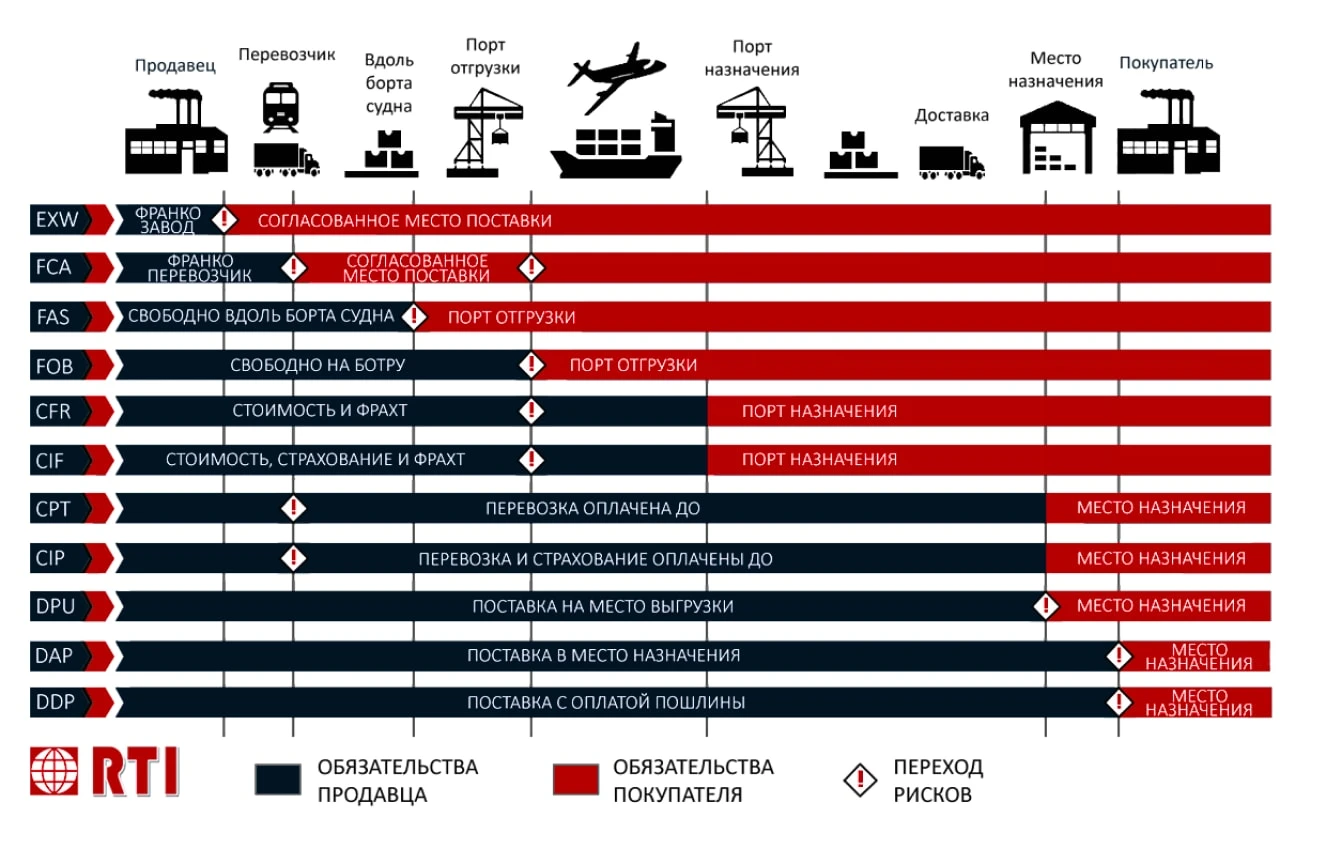 Продавец
Перевозчик
Вдоль
борта
судна
Порт
отгрузки
Порт
назначения
Доставка
Место
назначения
Покупатель
EXW
ФРАНКО
ЗАВОД
СОГЛАСОВАННОЕ МЕСТО ПОСТАВКИ
FCA
ФРАНКО
ПЕРЕВОЗЧИК
СОГЛАСОВАННОЕ
МЕСТО ПОСТАВКИ
FAS
СВОБОДНО ВДОЛЬ БОРТА СУДНА
ПОРТ ОТГРУЗКИ
FOB
СВОБОДНО НА БОТРУ
ПОРТ ОТГРУЗКИ
CFR
СТОИМОСТЬ И ФРАХТ
ПОРТ НАЗНАЧЕНИЯ
CIF
СТОИМОСТЬ, СТРАХОВАНИЕ И ФРАХТ
ПОРТ НАЗНАЧЕНИЯ
CPT
ПЕРЕВОЗКА ОПЛАЧЕНА ДО
МЕСТО НАЗНАЧЕНИЯ
CIP
ПЕРЕВОЗКА И СТРАХОВАНИЕ ОПЛАЧЕНЫ ДО
МЕСТО НАЗНАЧЕНИЯ
DPU
ПОСТАВКА НА МЕСТО ВЫГРУЗКИ
МЕСТО НАЗНАЧЕНИЯ
DAP
ПОСТАВКА В МЕСТО НАЗНАЧЕНИЯ
МЕСТО
НАЗНАЧЕНИЯ
DDP
ПОСТАВКА С ОПЛАТОЙ ПОШЛИНЫ
МЕСТО
НАЗНАЧЕНИЯ
RTI
ОБЯЗАТЕЛЬСТВА
ПРОДАВЦА
ОБЯЗАТЕЛЬСТВА
ПОКУПАТЕЛЯ
ПЕРЕХОД
РИСКОВ